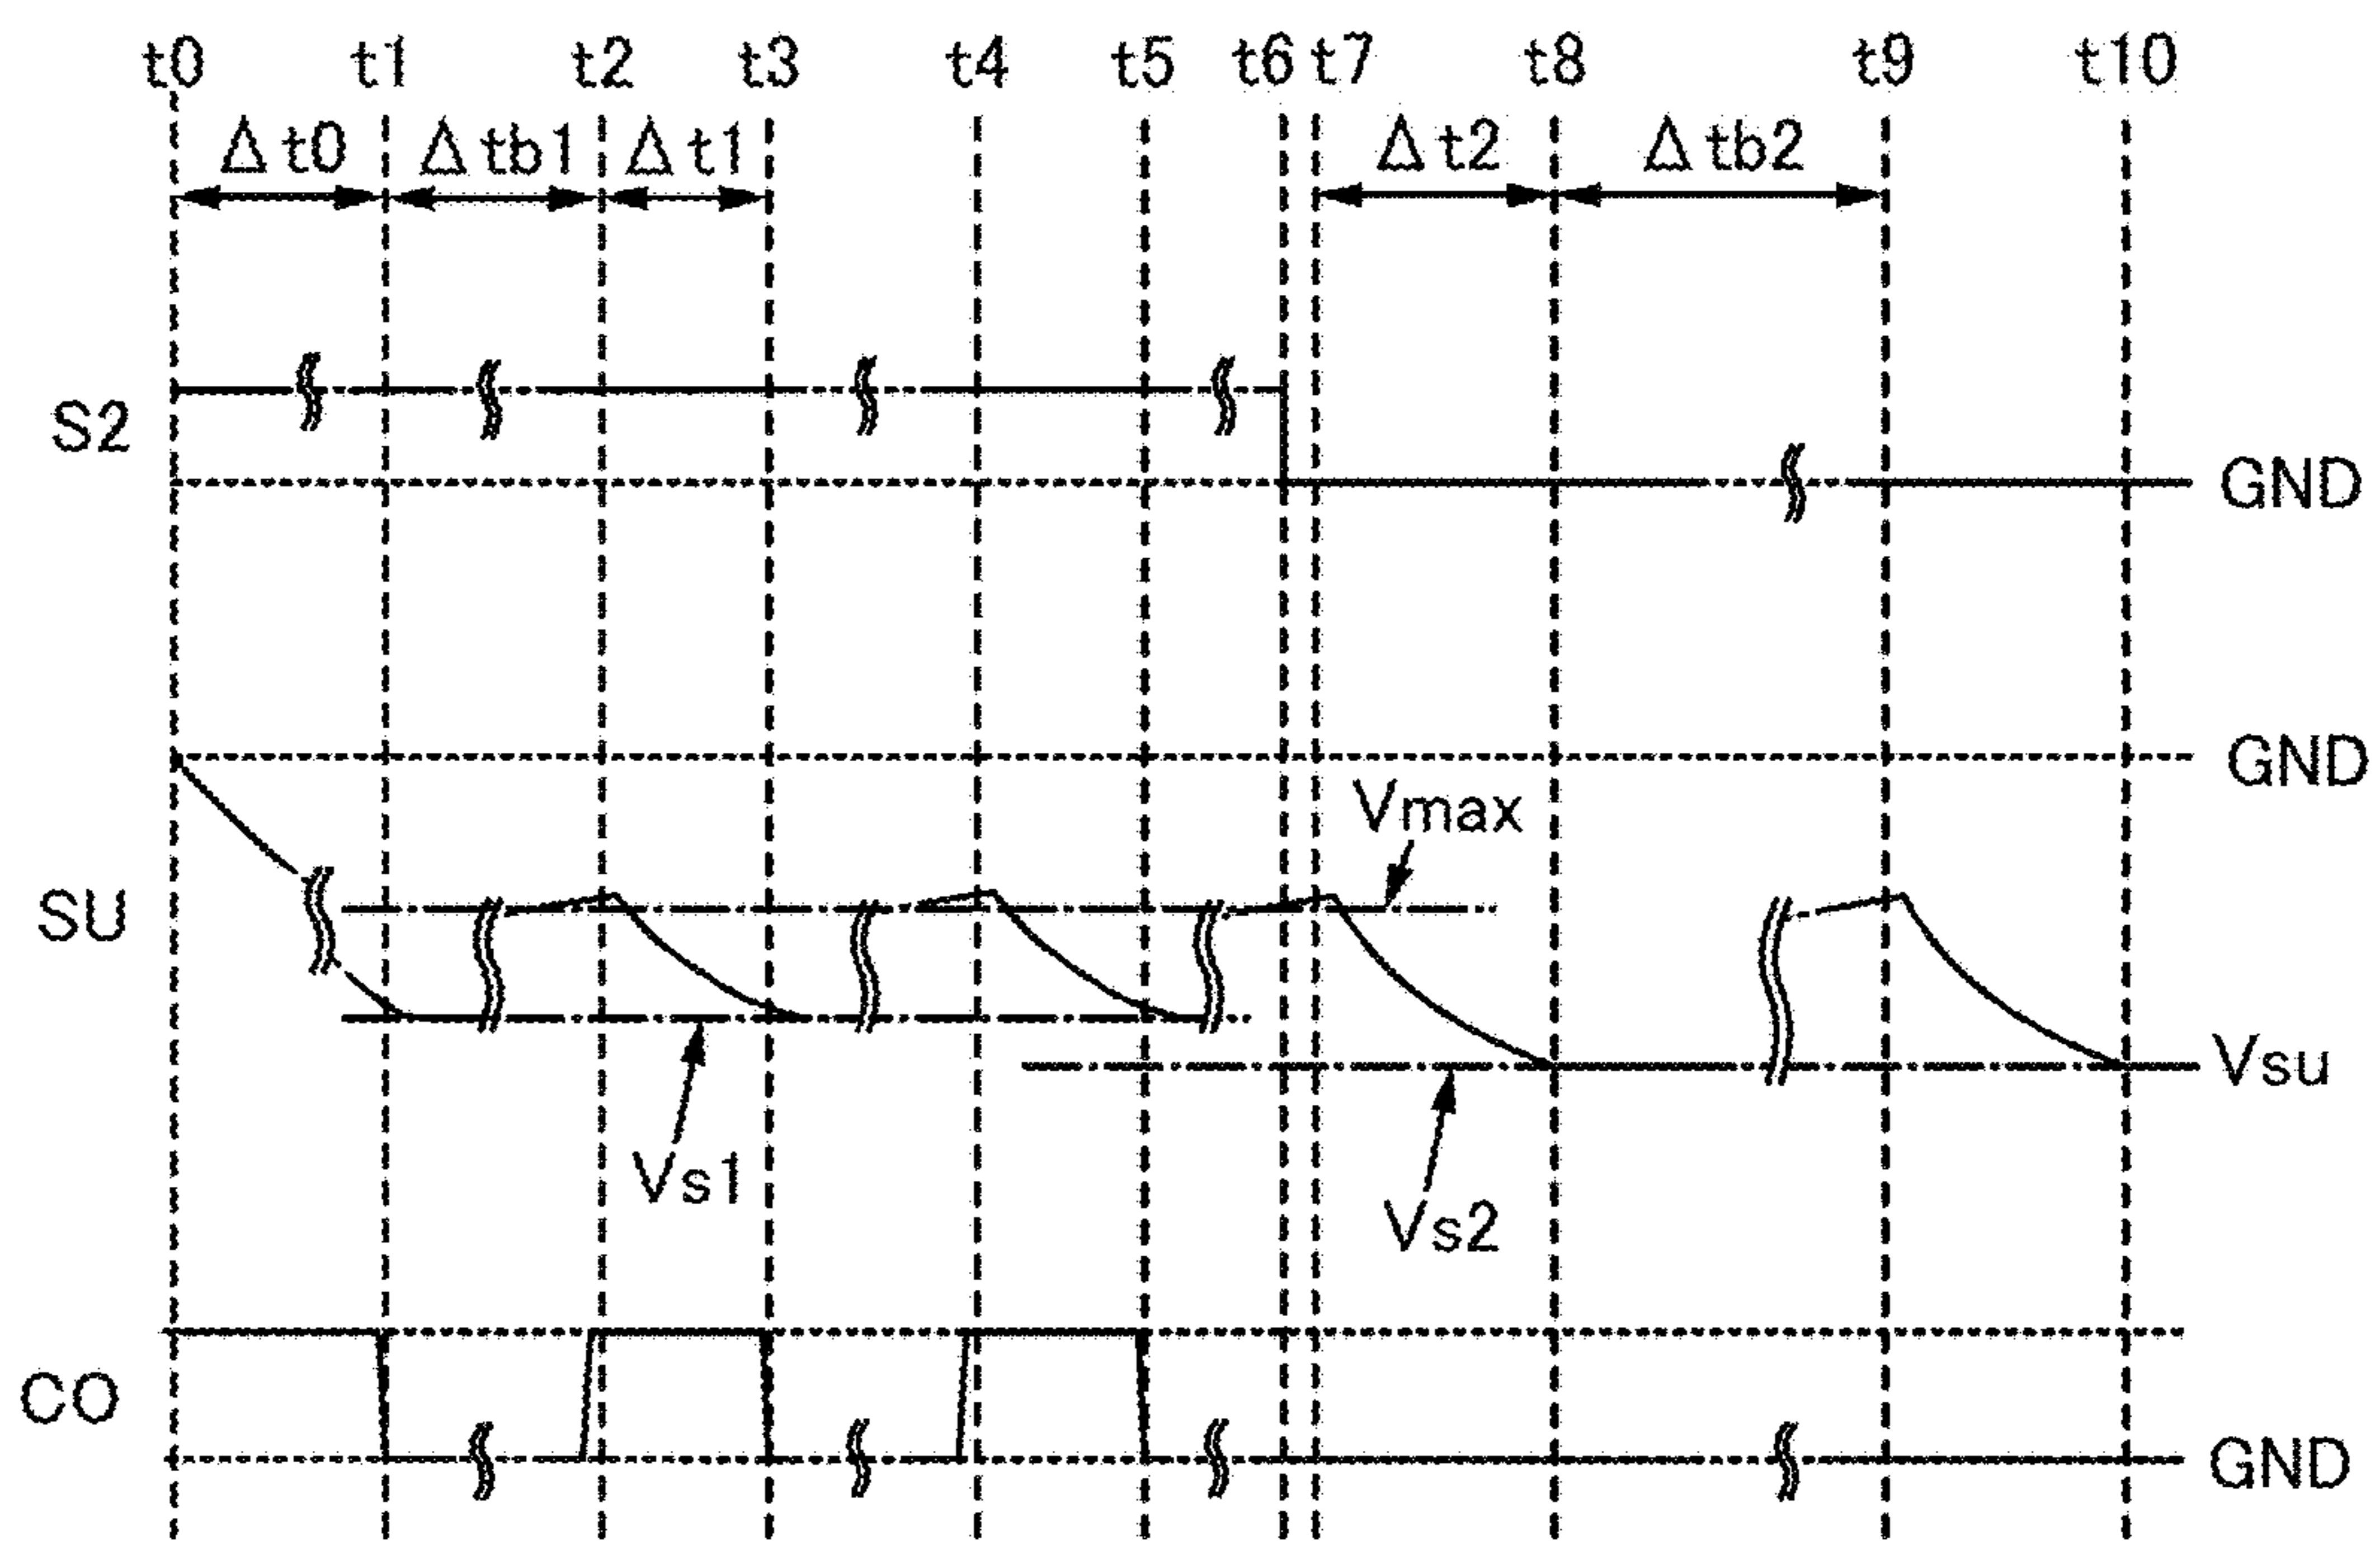 t0 t1 t2 t3 t4 t5 t6 t7 t8 t9 t10
Δt0 Δtb1 Δt1 Δt2 Δtb2
S2
GND
GND
Vmax
SU
Vsu
Vs1
Vs2
CO
GND